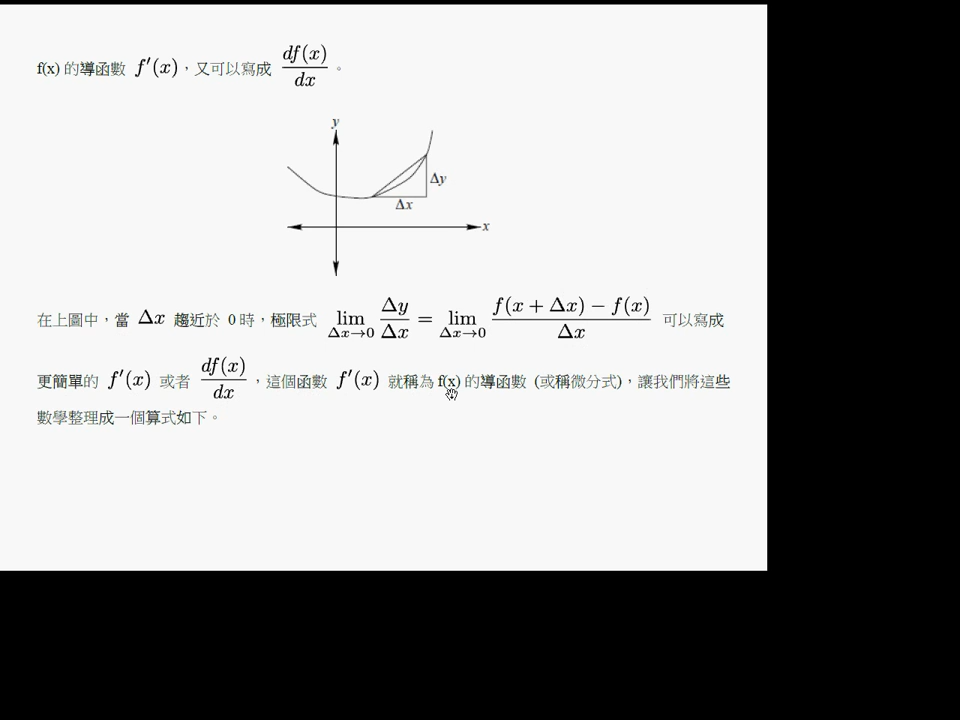 f(x) 的導函數 f′(x)，又可以寫成 df(x)/dx 。
y
Δy
Δx
x
在上圖中，當 Δx 趨近於 0 時，極限式 lim Δx→0 Δy/Δx = lim Δx→0 f(x + Δx) − f(x)/Δx 可以寫成
更簡單的 f′(x) 或者 df(x)/dx ，這個函數 f′(x) 就稱為 f(x) 的導函數 (或稱微分式)，讓我們將這些
數學整理成一個算式如下。